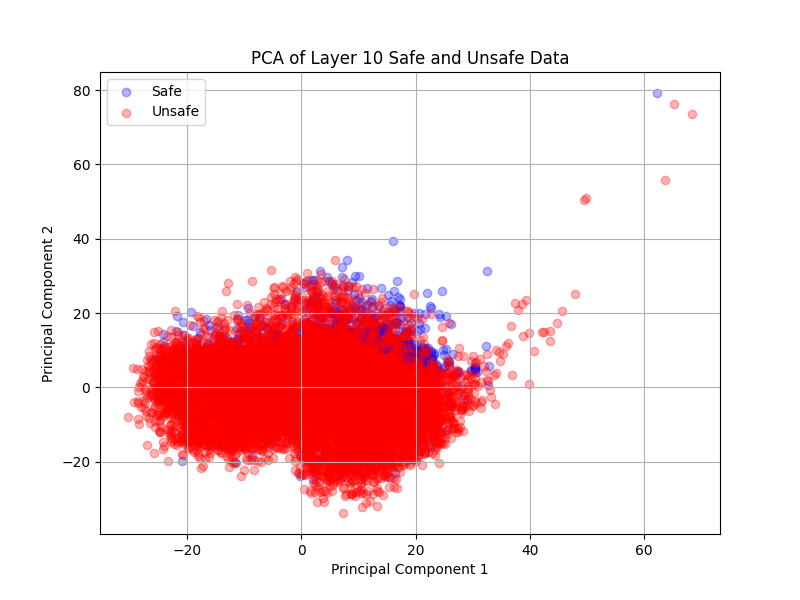 PCA of Layer 10 Safe and Unsafe Data
Safe
Unsafe
80
60
40
20
0
−20
Principal Component 2
−20 0 20 40 60
Principal Component 1